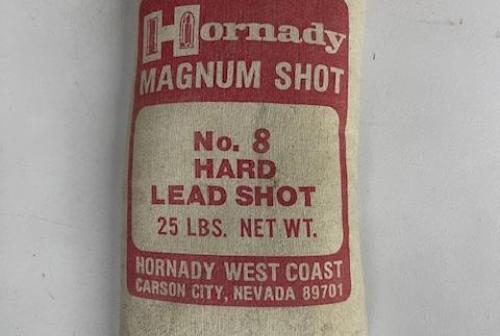 Hornady
MAGNUM SHOT
No. 8
HARD
LEAD SHOT
25 LBS. NET WT.
HORNADY WEST COAST
CARSON CITY, NEVADA 89701